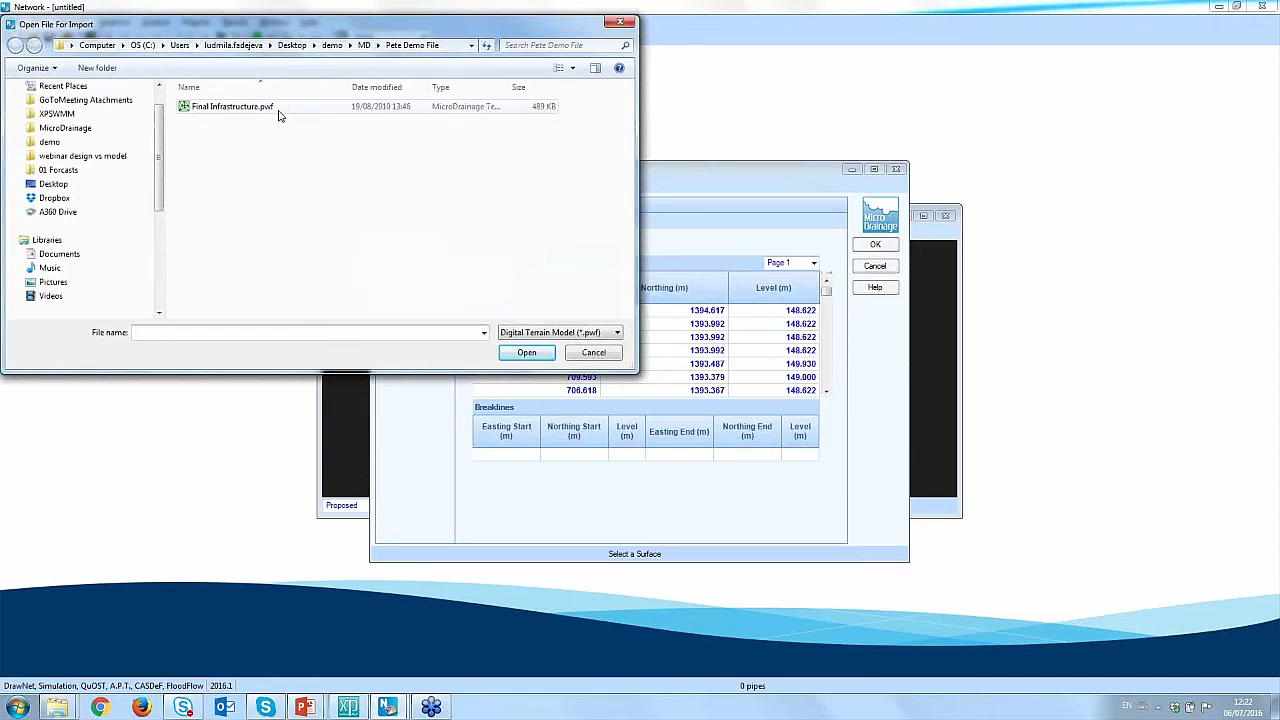 Network - [untitled]
Open File For Import
Computer
OS (C:)
Users
ludmila.fadejeva
Desktop
demo
MD
Pete Demo File
Search Pete Demo File
Organize
New folder
Recent Places
GoToMeeting Atachments
XPSWMM
MicroDrainage
demo
webinar design vs model
01 Forcasts
Desktop
Dropbox
A360 Drive
Libraries
Documents
Music
Pictures
Videos
Name
Date modified
Type
Size
Final Infrastructure.pwf
19/08/2010 13:46
MicroDrainage Te...
489 KB
File name:
Digital Terrain Model (*.pwf)
Open
Cancel
Micro
Drainage
OK
Cancel
Help
Page 1
Northing (m)
Level (m)
1394.617 148.622
1393.992 148.622
1393.992 148.622
1393.992 148.622
1393.487 149.930
709.593 1393.379 149.000
706.618 1393.367 148.622
Breaklines
Easting Start (m)
Northing Start (m)
Level (m)
Easting End (m)
Northing End (m)
Level (m)
Proposed
Select a Surface
DrawNet, Simulation, QuOST, A.P.T., CASDeF, FloodFlow
2016.1
0 pipes
EN
12:22
06/07/2016